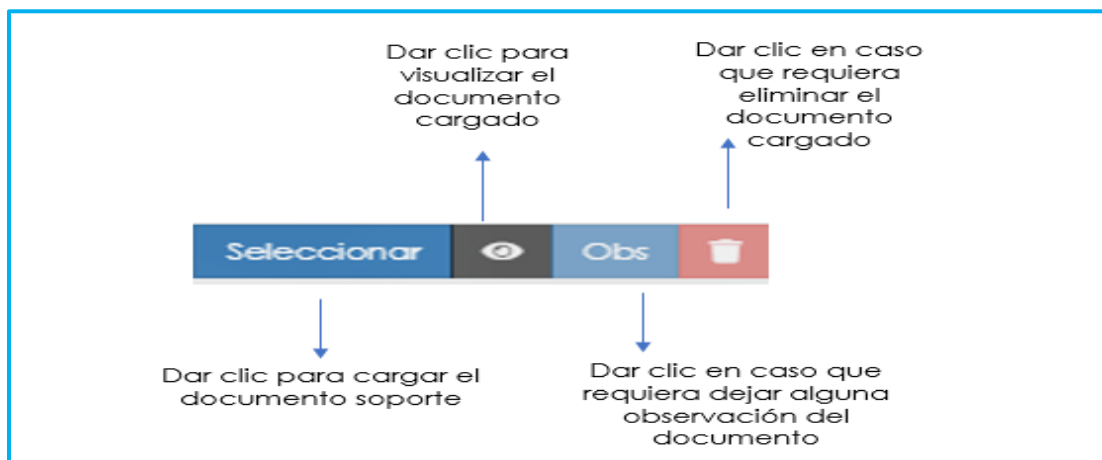 Dar clic para
visualizar el
documento
cargado
Dar clic en caso
que requiera
eliminar el
documento
cargado
Seleccionar
Obs
Dar clic para cargar el
documento soporte
Dar clic en caso que
requiera dejar alguna
observación del
documento